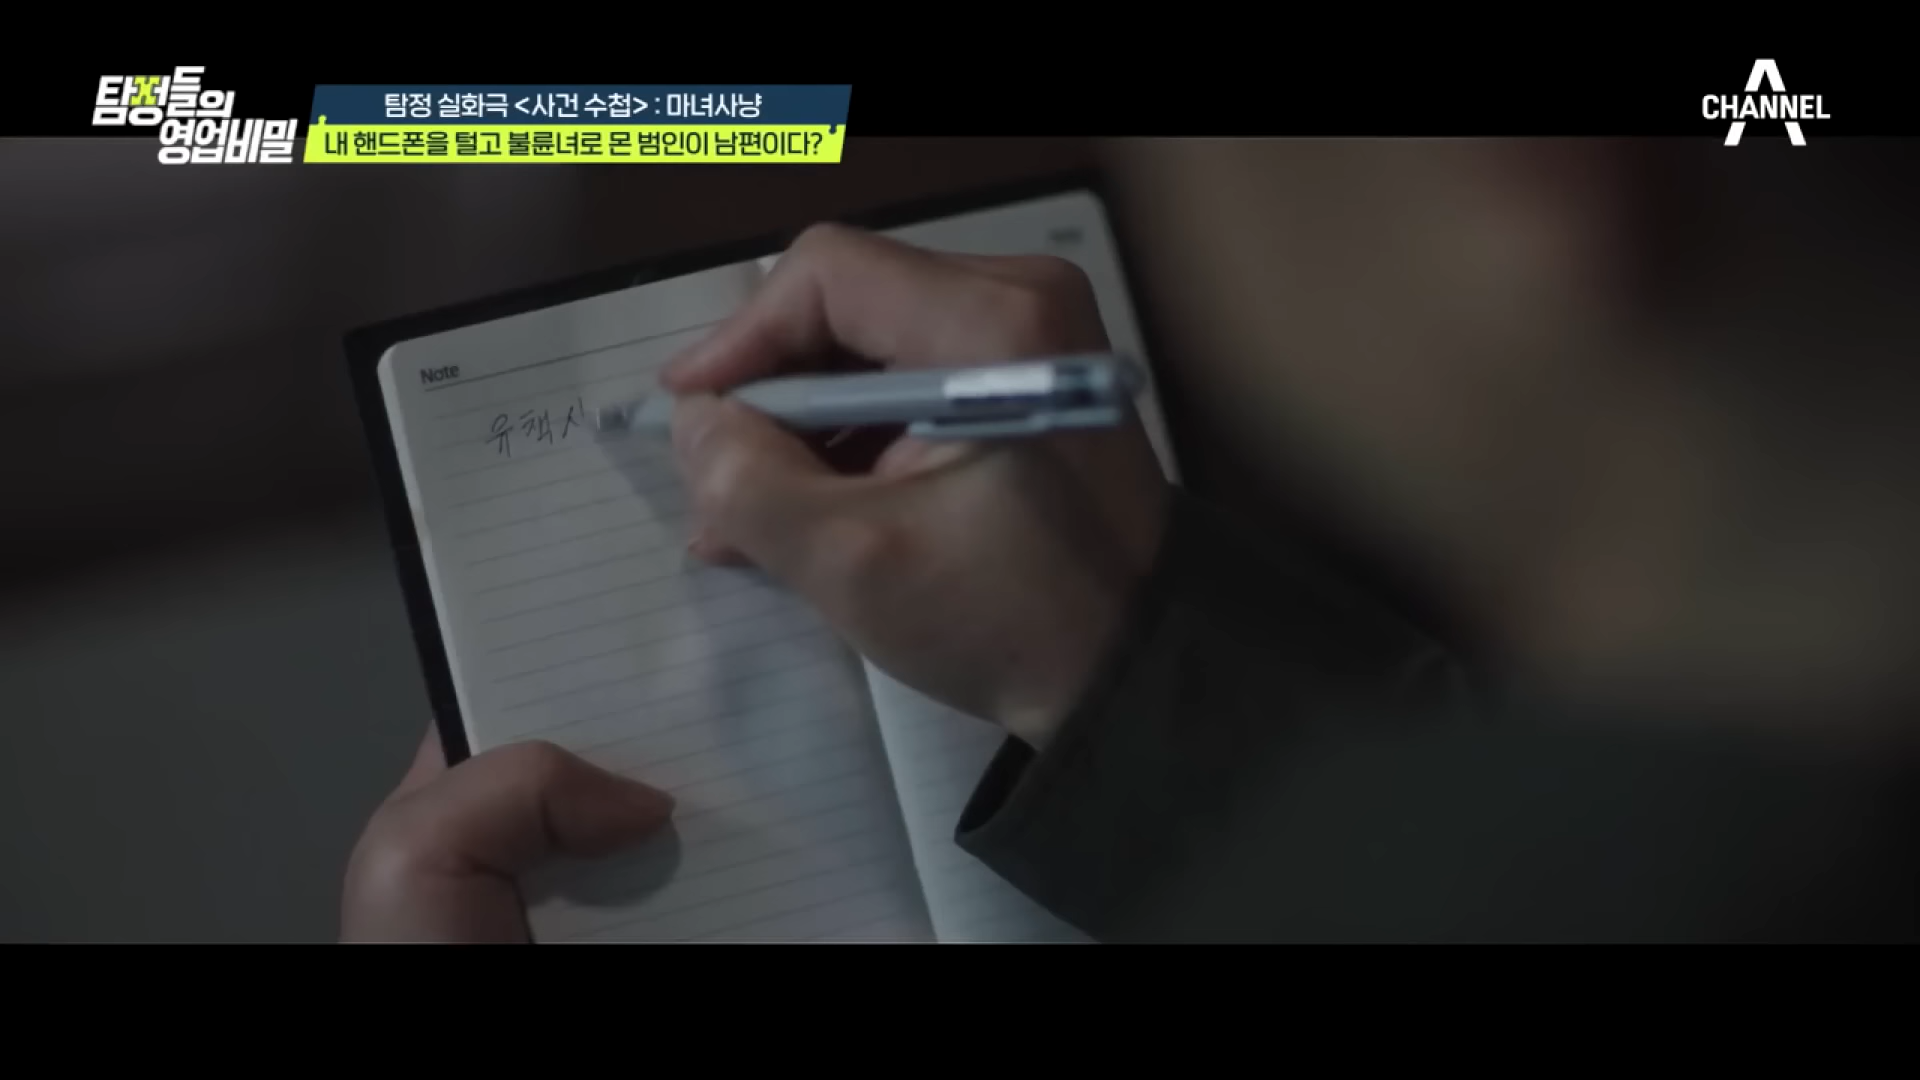 탐정들의
영업비밀
탐정 실화극 <사건 수첩> : 마녀사냥
내 핸드폰을 털고 불륜녀로 몬 범인이 남편이다?
CHANNEL A
Note
유책 사